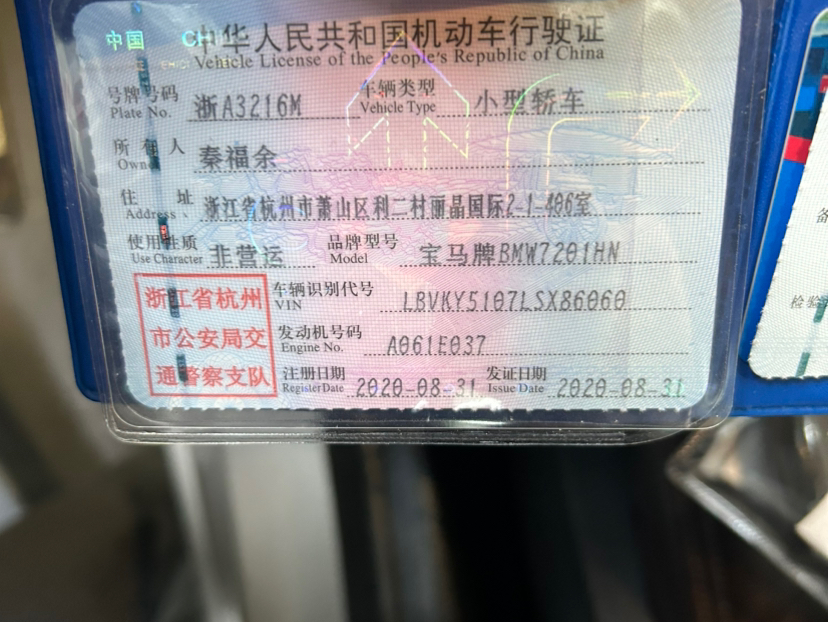 中国
中华人民共和国机动车行驶证
Vehicle License of the People's Republic of China
号牌号码 浙A3216M 车辆类型 小型轿车
Plate No. Vehicle Type
所有人 秦福余
Owner
住址 浙江省杭州市萧山区利二村丽晶国际2-1-406室
Address
使用性质 非营运 品牌型号 宝马牌BMW7201HN
Use Character Model
浙江省杭州
市公安局交
通警察支队
车辆识别代号 LBVKY5107LSX86060
VIN
发动机号码 A061E037
Engine No.
注册日期 2020-08-31 发证日期 2020-08-31
Register Date Issue Date
检验